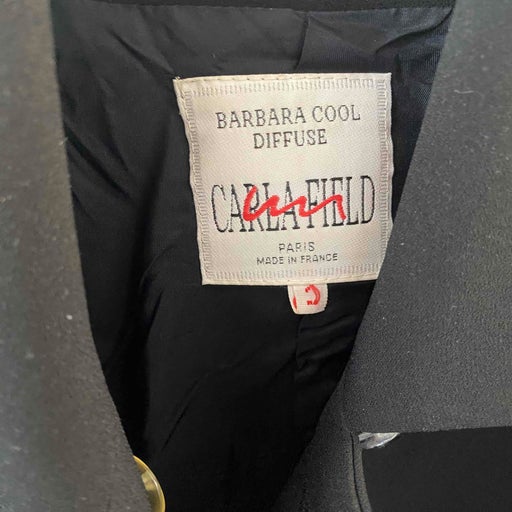 BARBARA COOL
DIFFUSE
CARLA FIELD
PARIS
MADE IN FRANCE